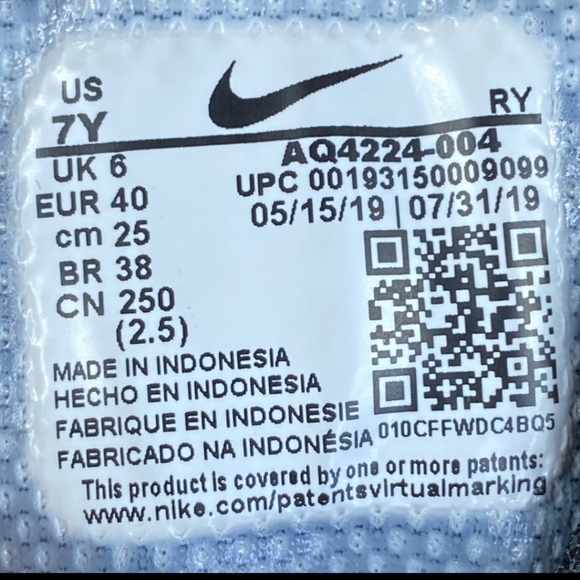 US
7Y
RY
UK 6
AQ4224-004
EUR 40
UPC 00193150009099
cm 25
05/15/19 | 07/31/19
BR 38
CN 250
(2.5)
MADE IN INDONESIA
HECHO EN INDONESIA
FABRIQUE EN INDONESIE
FABRICADO NA INDONÉSIA
010CFFWDC4BQ5
This product is covered by one or more patents:
www.nike.com/patentsvirtualmarking